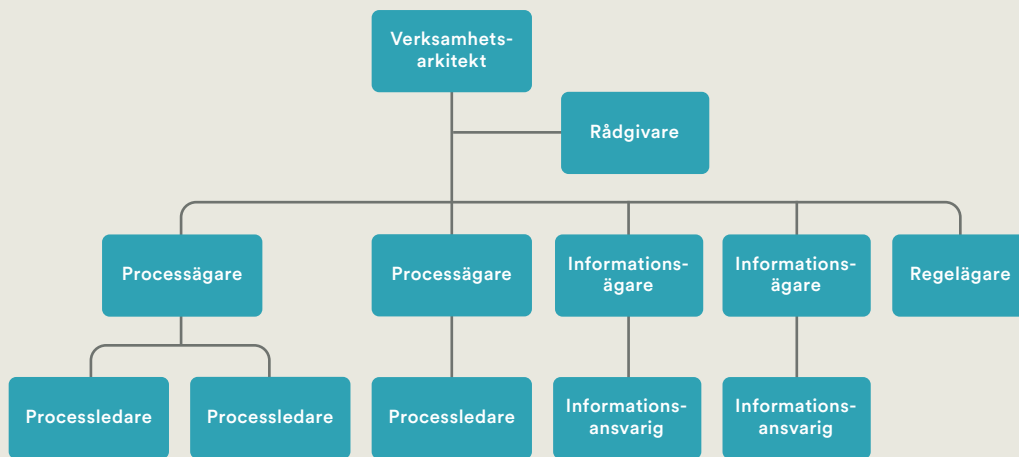 Verksamhets-
arkitekt
Rådgivare
Processägare
Processägare
Informations-
ägare
Informations-
ägare
Regelägare
Processledare
Processledare
Processledare
Informations-
ansvarig
Informations-
ansvarig